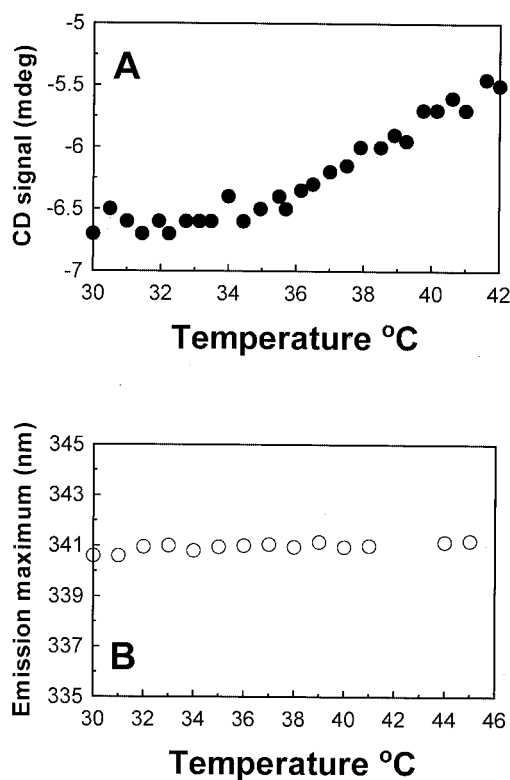 A
CD signal (mdeg)
-5
-5.5
-6
-6.5
-7
30 32 34 36 38 40 42
Temperature °C
B
Emission maximum (nm)
345
343
341
339
337
335
30 32 34 36 38 40 42 44 46
Temperature °C